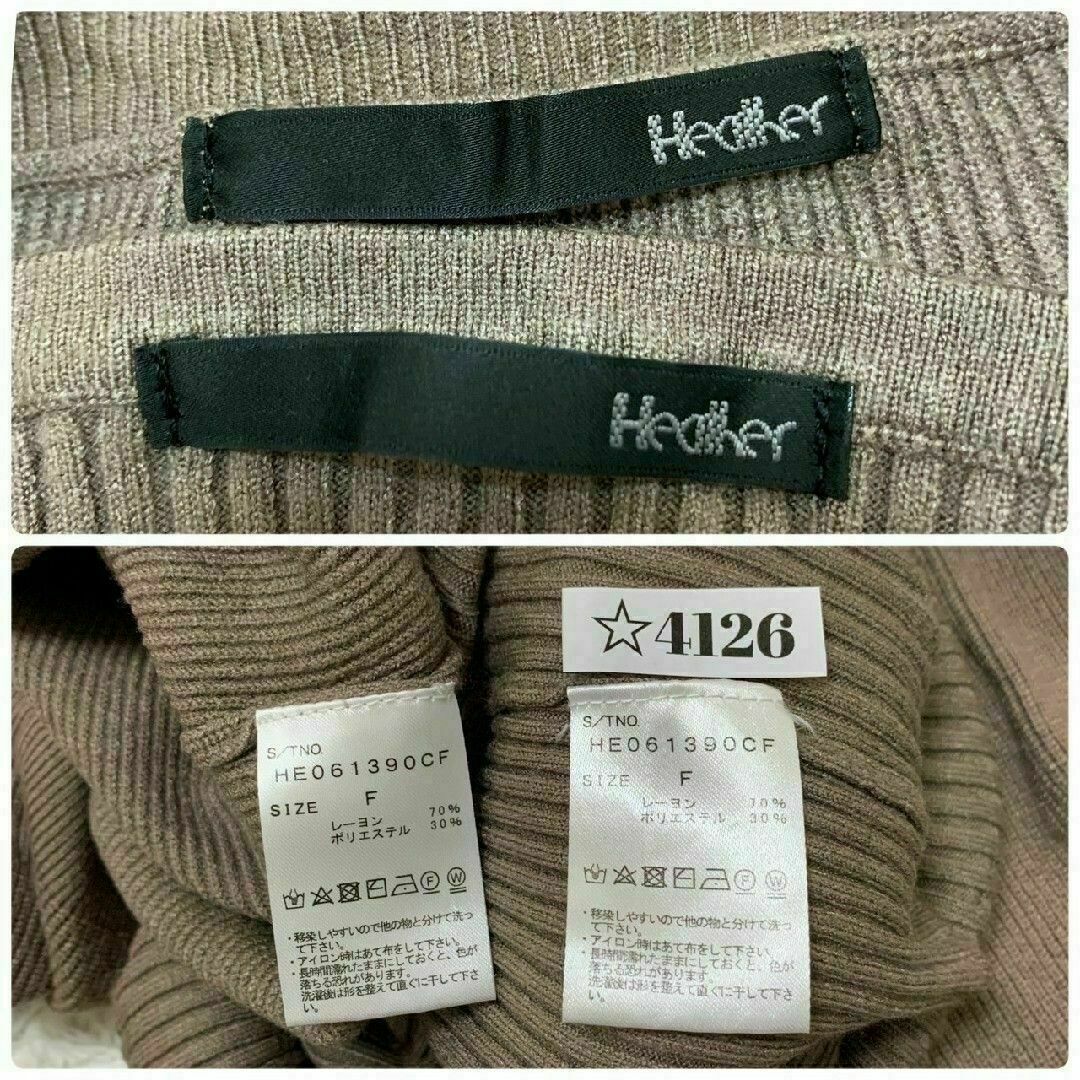 Heather
Heather
☆4126
S/TNO.
HE061390CF
SIZE F
レーヨン 70%
ポリエステル 30%
F W
・移染しやすいので他の物と分けて洗っ
て下さい。
・アイロン時はあて布をして下さい。
・長時間濡れたままにしておくと、色が
落ちる恐れがあります。
洗濯後は形を整えて直ぐに干して下さ
い。
S/TNO.
HE061390CF
SIZE F
レーヨン 70%
ポリエステル 30%
F W
・移染しやすいので他の物と分けて洗っ
て下さい。
・アイロン時はあて布をして下さい。
・長時間濡れたままにしておくと、色が
落ちる恐れがあります。
洗濯後は形を整えて直ぐに干して下さ
い。